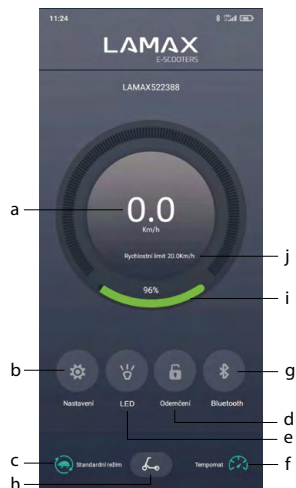 11:24
LAMAX
E-SCOOTERS
LAMAX522388
a
0.0
Km/h
Rychlostní limit 20.0Km/h
j
96%
i
b
g
Nastavení LED Odemčení Bluetooth
d
e
c Standardní režim Tempomat f
h